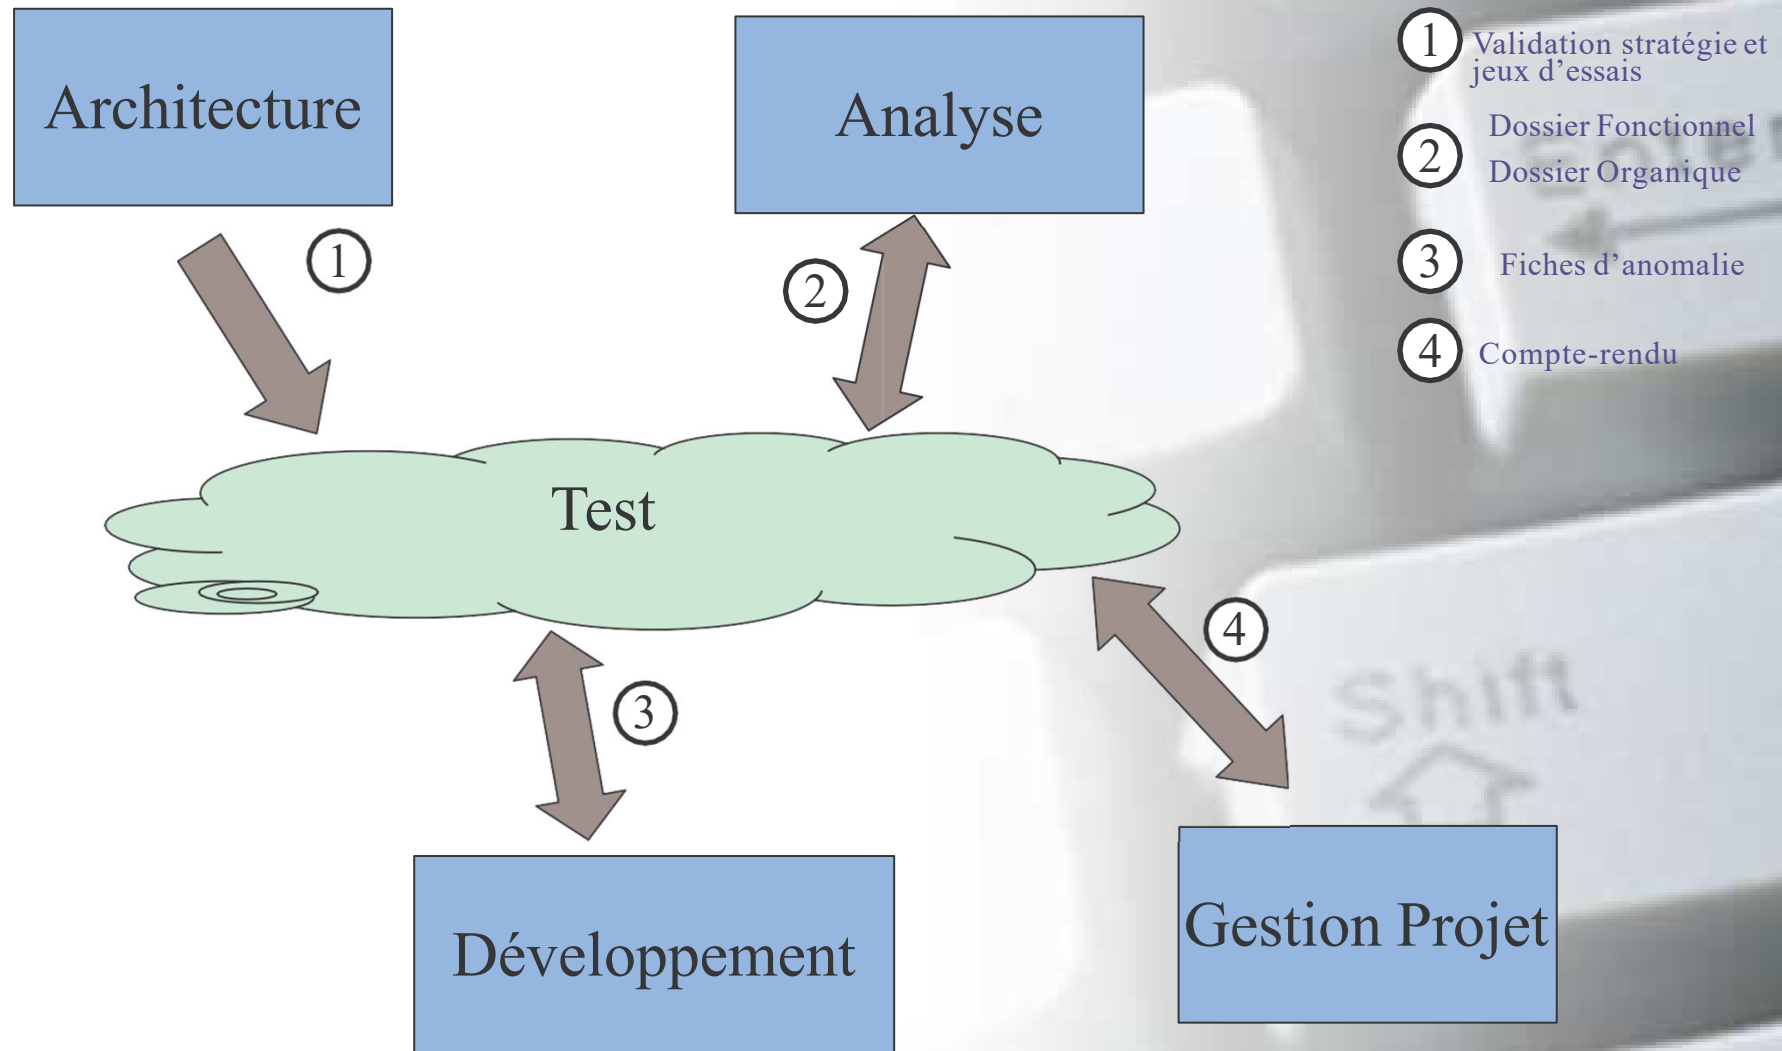 Architecture
Analyse
1
Validation stratégie et
jeux d'essais
2
Dossier Fonctionnel
Dossier Organique
3
Fiches d'anomalie
4
Compte-rendu
1
2
Test
3
4
Shift
Développement
Gestion Projet